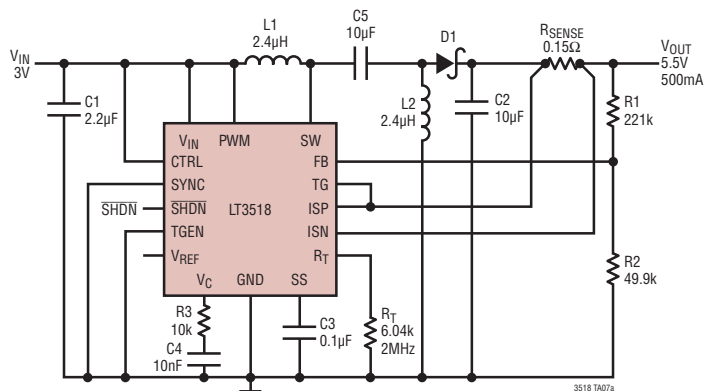 V_IN
3V
C1
2.2µF
L1
2.4µH
C5
10µF
D1
R_SENSE
0.15Ω
V_OUT
5.5V
500mA
L2
2.4µH
C2
10µF
R1
221k
V_IN PWM SW
CTRL
SYNC
SHDN
SHDN
TGEN
V_REF
LT3518
FB
TG
ISP
ISN
R_T
V_C GND SS
R3
10k
C4
10nF
C3
0.1µF
R_T
6.04k
2MHz
R2
49.9k
3518 TA07a